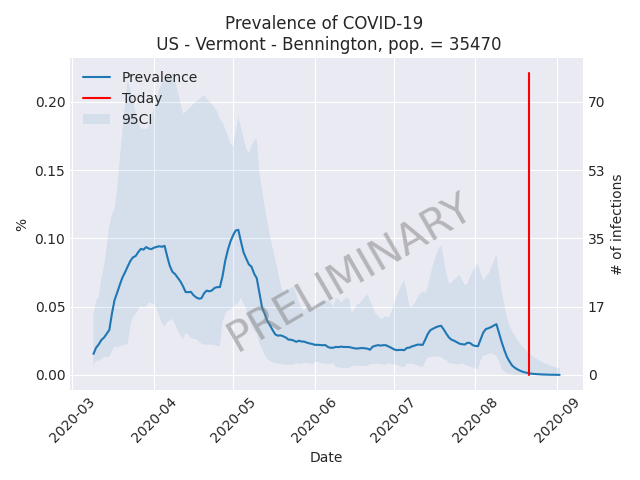 Prevalence of COVID-19
US - Vermont - Bennington, pop. = 35470
Prevalence
Today
95CI
PRELIMINARY
%
0.20
0.15
0.10
0.05
0.00
70
53
35
17
0
# of infections
2020-03
2020-04
2020-05
2020-06
2020-07
2020-08
2020-09
Date